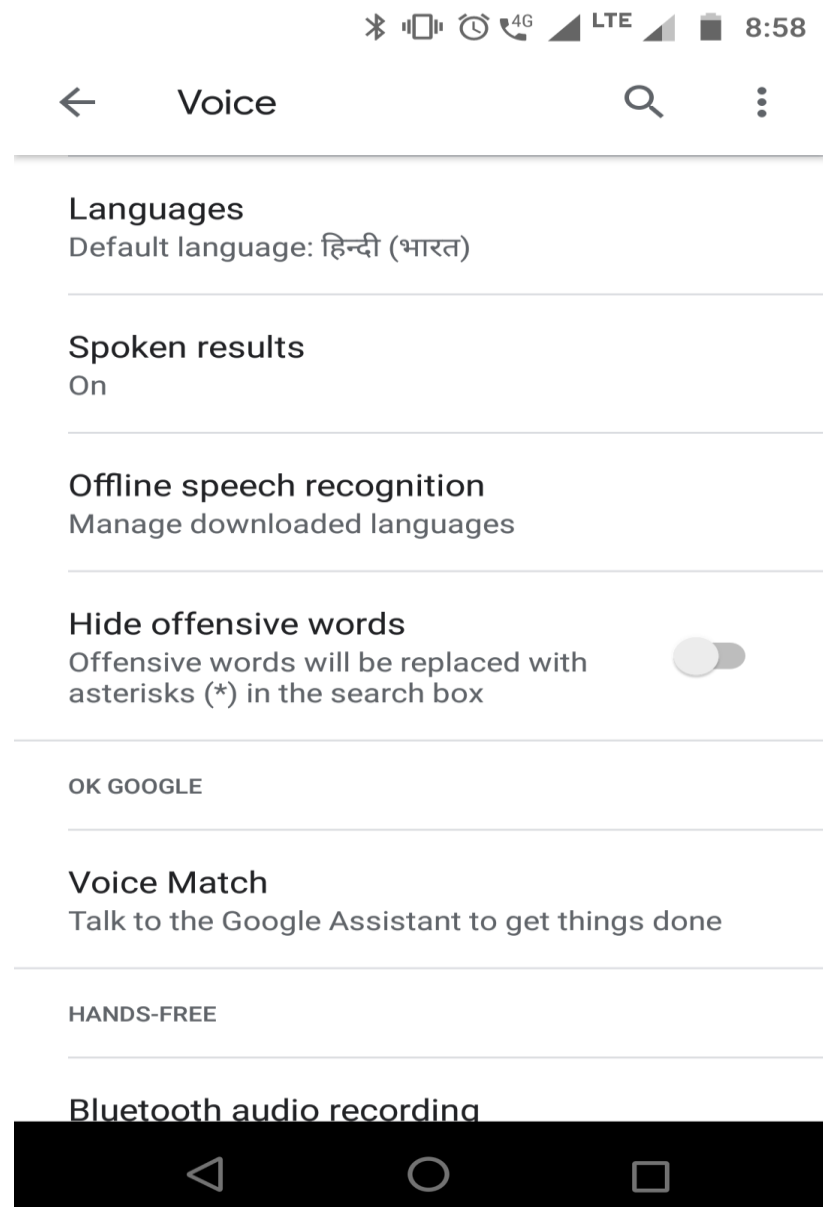 4G LTE 8:58
Voice
Languages
Default language: हिन्दी (भारत)
Spoken results
On
Offline speech recognition
Manage downloaded languages
Hide offensive words
Offensive words will be replaced with
asterisks (*) in the search box
OK GOOGLE
Voice Match
Talk to the Google Assistant to get things done
HANDS-FREE
Bluetooth audio recording